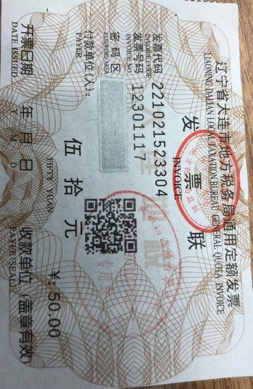 辽宁省大连市地方税务局通用定额发票
LIAONING DALIAN LOCAL TAXATION BUREAU GENERAL QUOTA INVOICE
发票联
INVOICE
发票代码 221021523304
INVOICE CODE
发票号码 12301117
INVOICE NO
密码区
PASSWORD AREA
付款单位(人):
PAYER
伍拾元
FIFTY YUAN
¥:50.00
开票日期 年 月 日 收款单位(盖章有效)
DATE ISSUED Y M D PAYEE(SEAL)